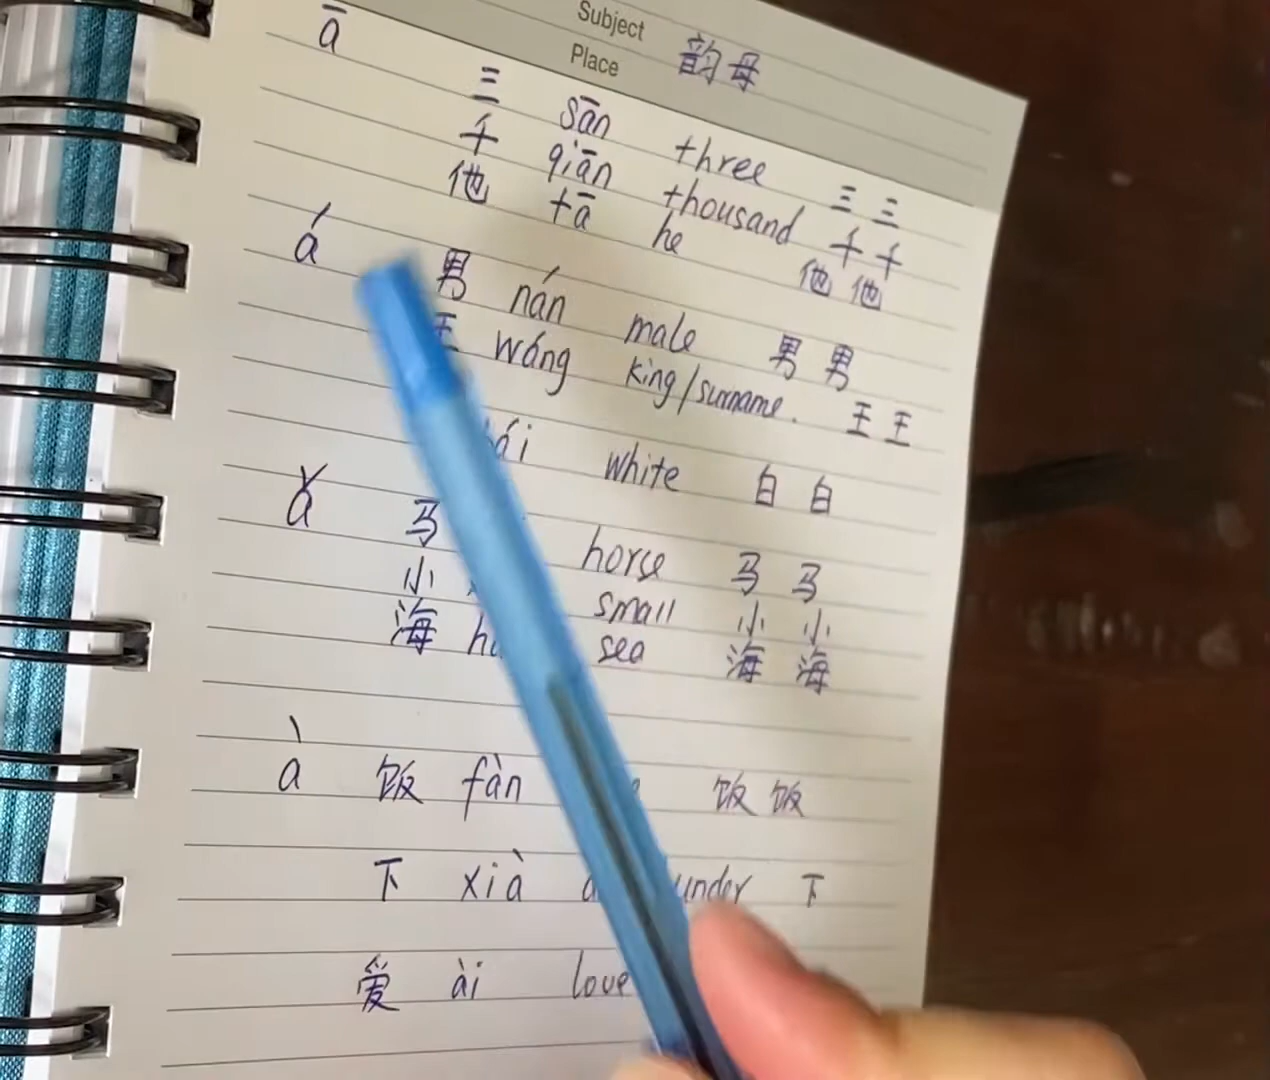 Subject 韵母
Place
ā
三 sān three 三 三
千 qiān thousand 千 千
他 tā he 他 他
á 男 nán male 男 男
王 wáng king/surname. 王 王
ái white 白 白
ǎ 马 horse 马 马
小 small 小 小
海 sea 海 海
à 饭 fàn 饭 饭
下 xià under 下
爱 ài love